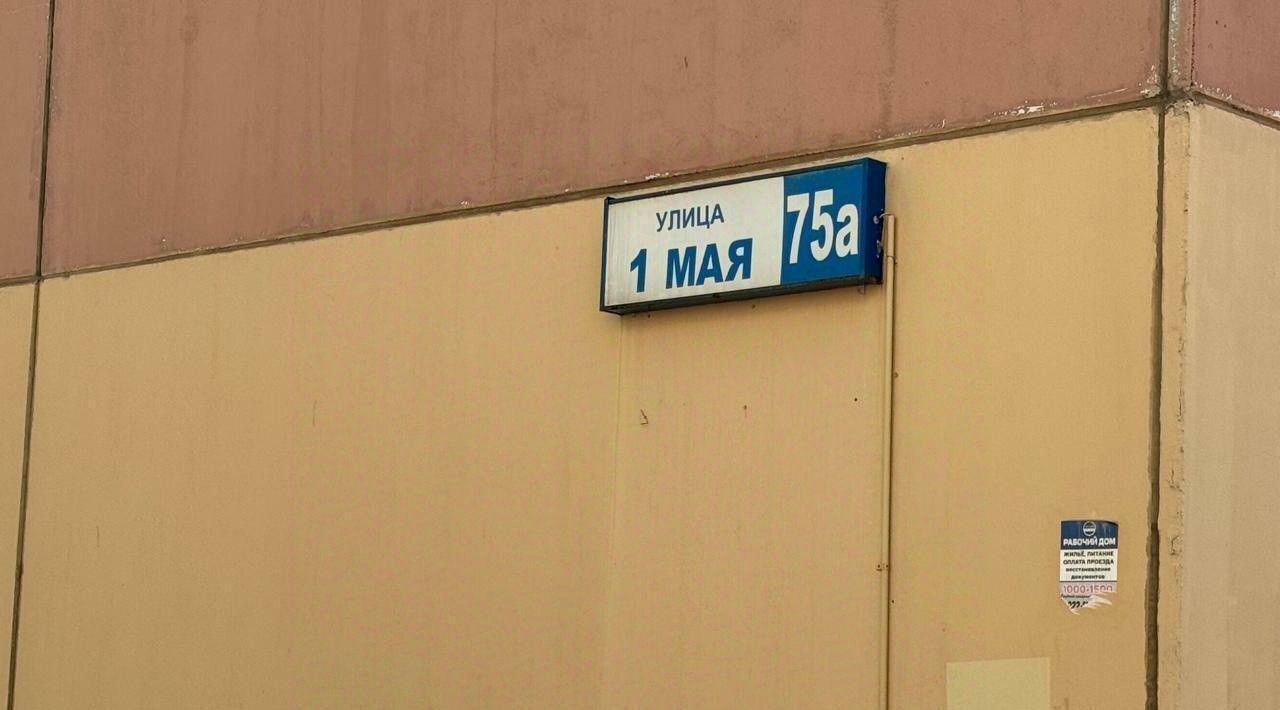 УЛИЦА
1 МАЯ
75а
РАБОЧИЙ ДОМ
ЖИЛЬЁ, ПИТАНИЕ
ОПЛАТА ПРОЕЗДА
восстановление
документов
1000-1500